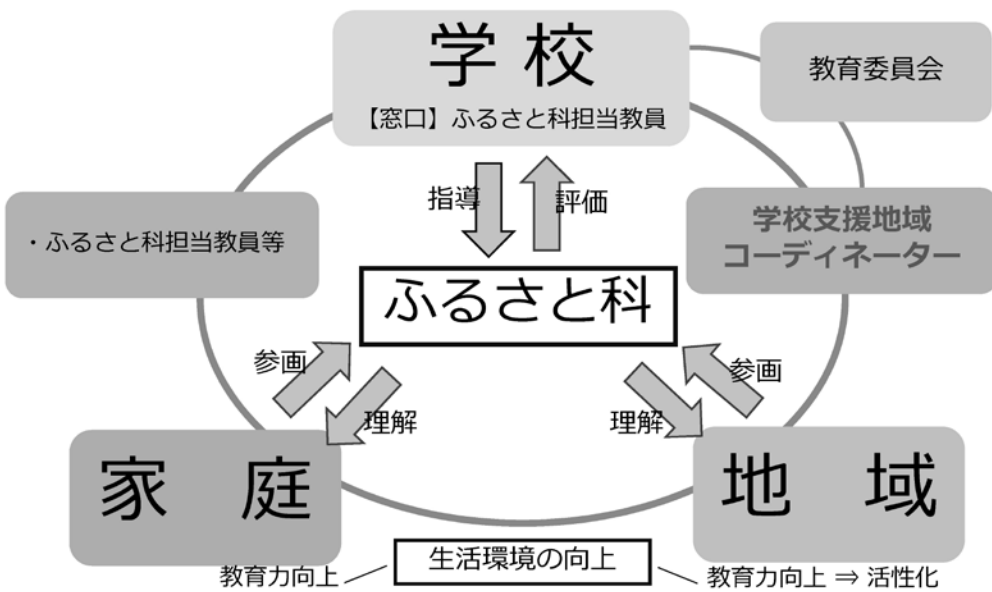 学 校
【窓口】ふるさと科担当教員
教育委員会
指導
評価
・ふるさと科担当教員等
学校支援地域
コーディネーター
ふるさと科
参画
理解
理解
参画
家 庭
地 域
生活環境の向上
教育力向上
教育力向上 ⇒ 活性化